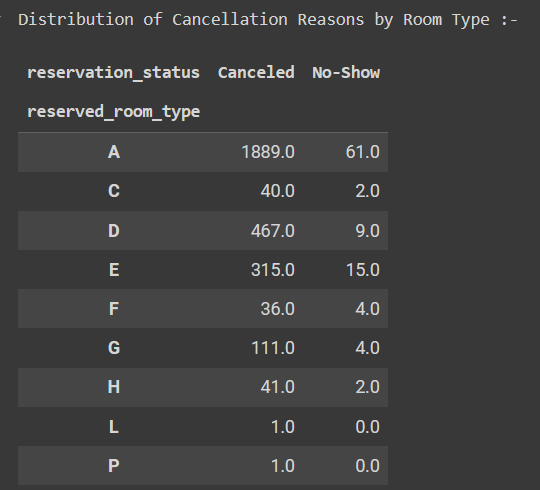 Distribution of Cancellation Reasons by Room Type :-
reservation_status Canceled No-Show
reserved_room_type
A 1889.0 61.0
C 40.0 2.0
D 467.0 9.0
E 315.0 15.0
F 36.0 4.0
G 111.0 4.0
H 41.0 2.0
L 1.0 0.0
P 1.0 0.0